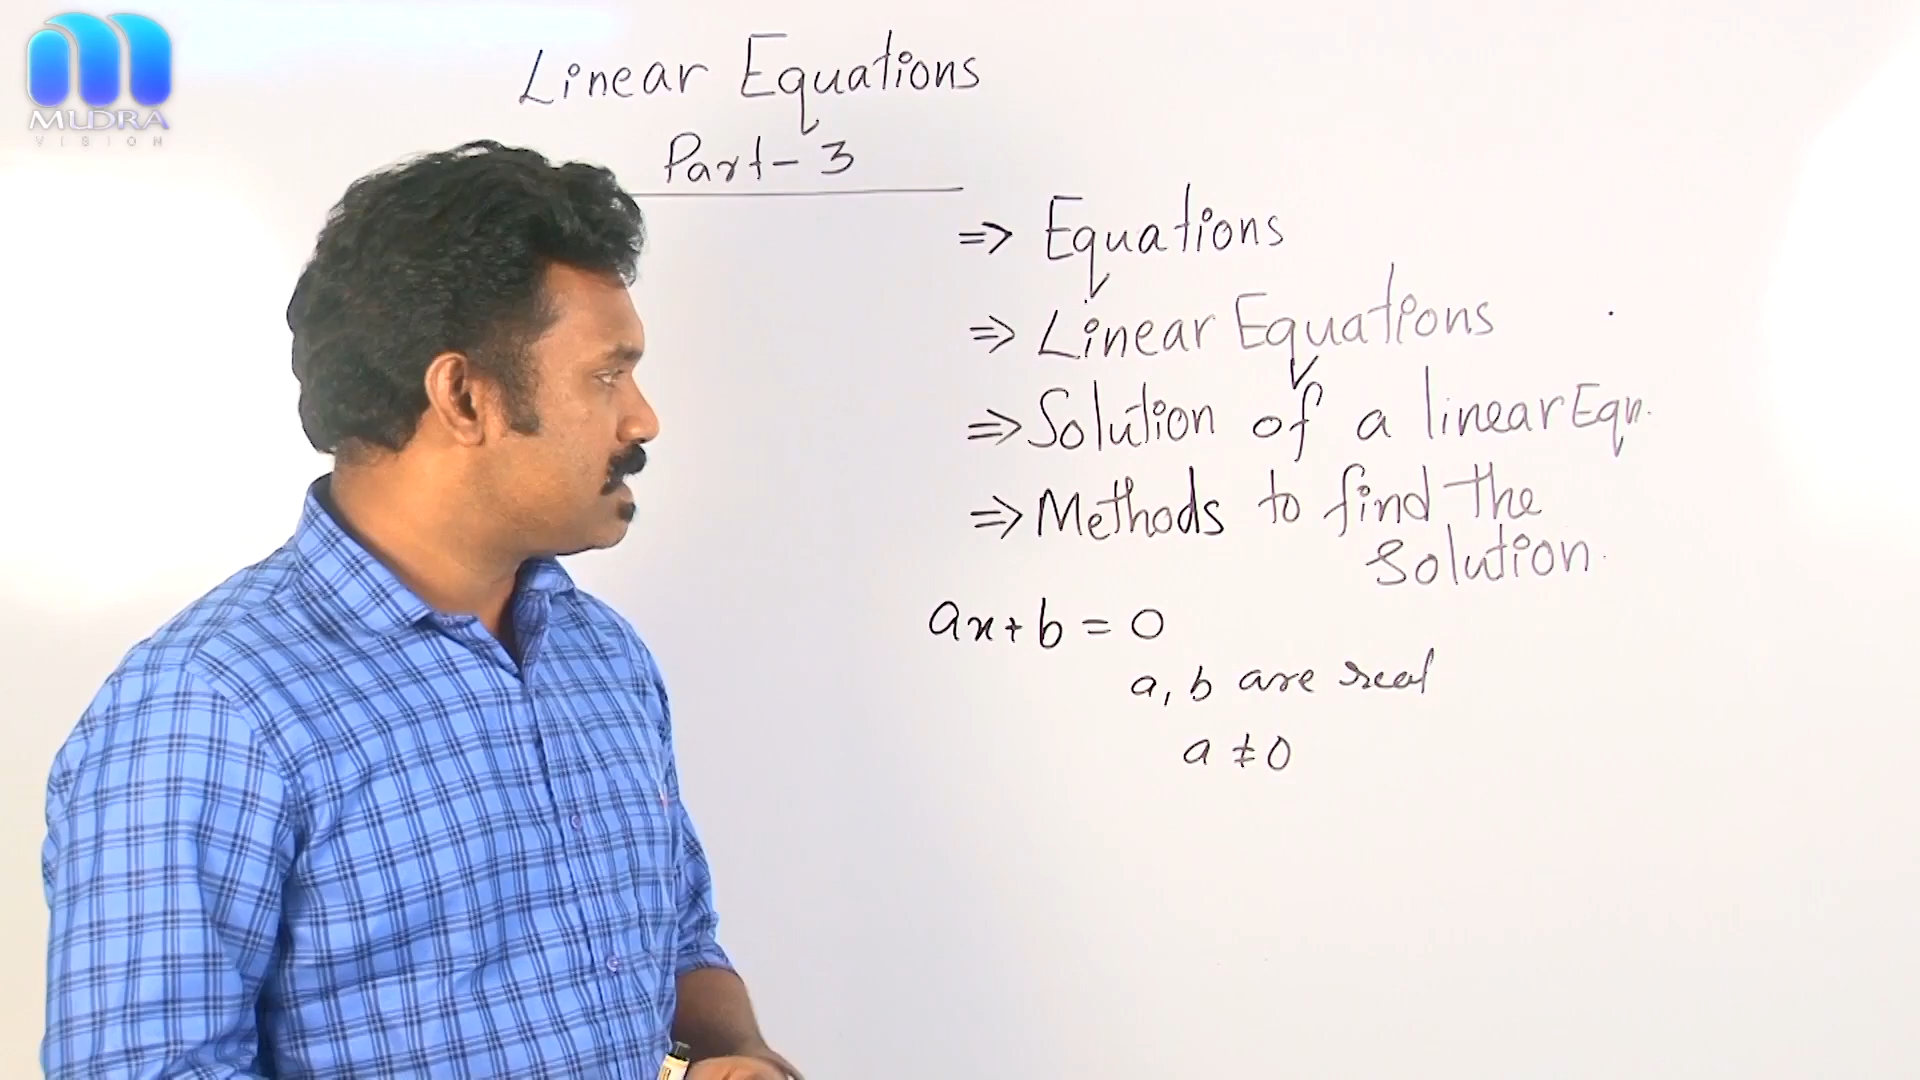 MUDRA
VISION
Linear Equations
Part-3
⇒ Equations
⇒ Linear Equations
⇒ Solution of a linear Eqn.
⇒ Methods to find the
solution.
ax+b=0
a, b are real
a≠0